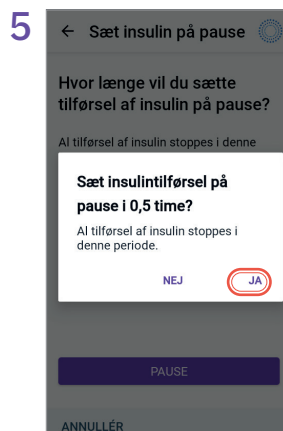 5
Sæt insulin på pause
Hvor længe vil du sætte
tilførsel af insulin på pause?
Al tilførsel af insulin stoppes i denne
Sæt insulintilførsel på
pause i 0,5 time?
Al tilførsel af insulin stoppes i
denne periode.
NEJ
JA
PAUSE
ANNULLÉR